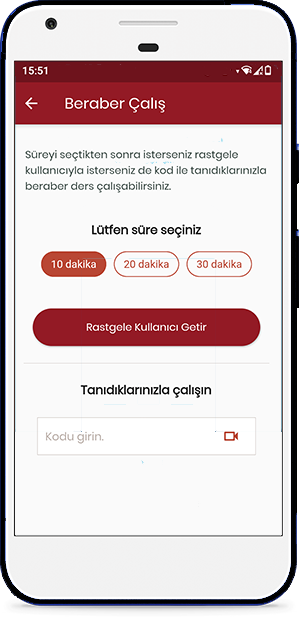 15:51
Beraber Çalış
Süreyi seçtikten sonra isterseniz rastgele
kullanıcıyla isterseniz de kod ile tanıdıklarınızla
beraber ders çalışabilirsiniz.
Lütfen süre seçiniz
10 dakika 20 dakika 30 dakika
Rastgele Kullanıcı Getir
Tanıdıklarınızla çalışın
Kodu girin.